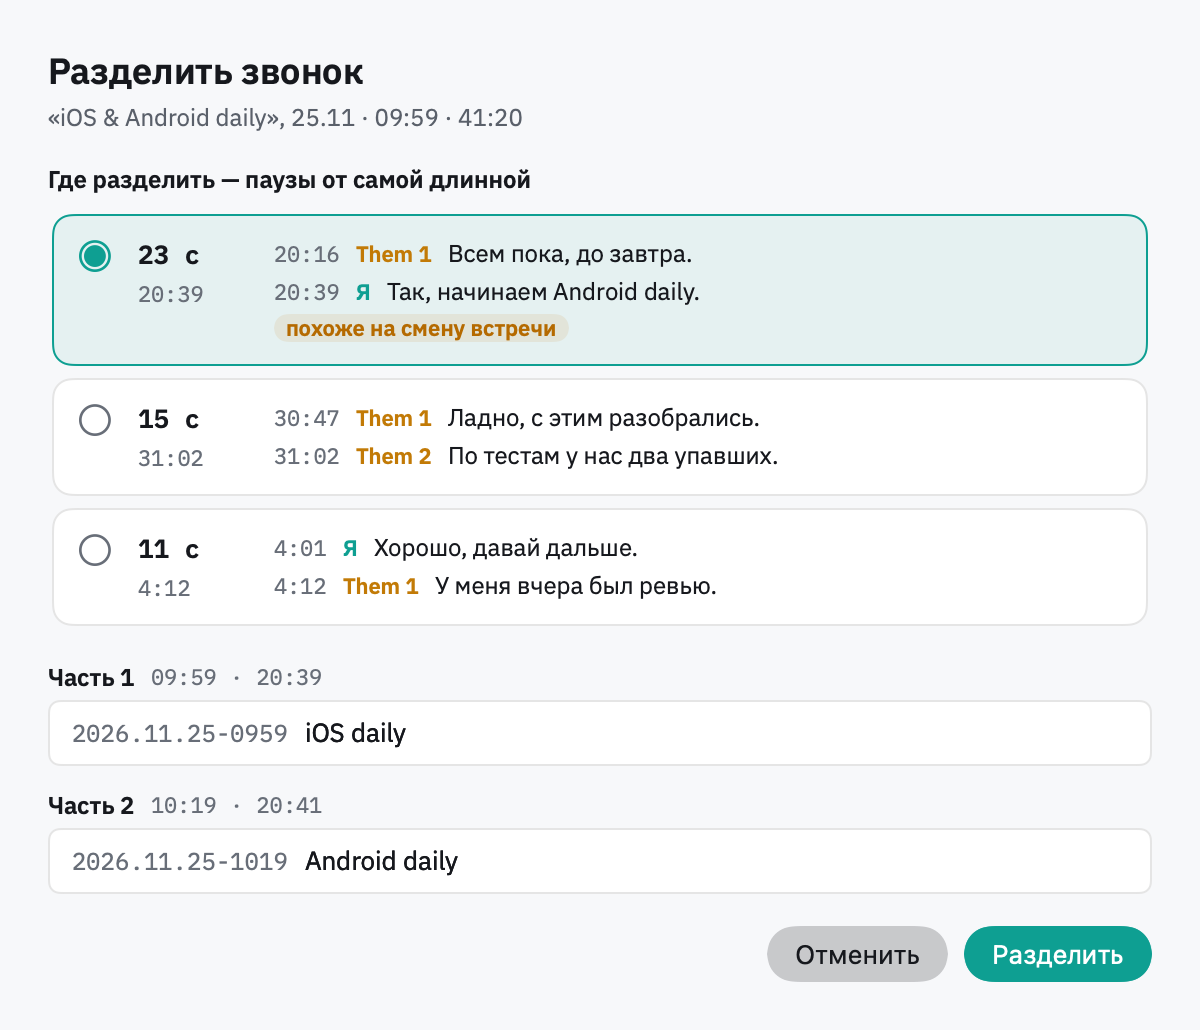 Разделить звонок
«iOS & Android daily», 25.11 · 09:59 · 41:20
Где разделить — паузы от самой длинной
23 с
20:16 Them 1 Всем пока, до завтра.
20:39
20:39 Я Так, начинаем Android daily.
похоже на смену встречи
15 с
30:47 Them 1 Ладно, с этим разобрались.
31:02
31:02 Them 2 По тестам у нас два упавших.
11 с
4:01 Я Хорошо, давай дальше.
4:12
4:12 Them 1 У меня вчера был ревью.
Часть 1 09:59 · 20:39
2026.11.25-0959 iOS daily
Часть 2 10:19 · 20:41
2026.11.25-1019 Android daily
Отменить
Разделить